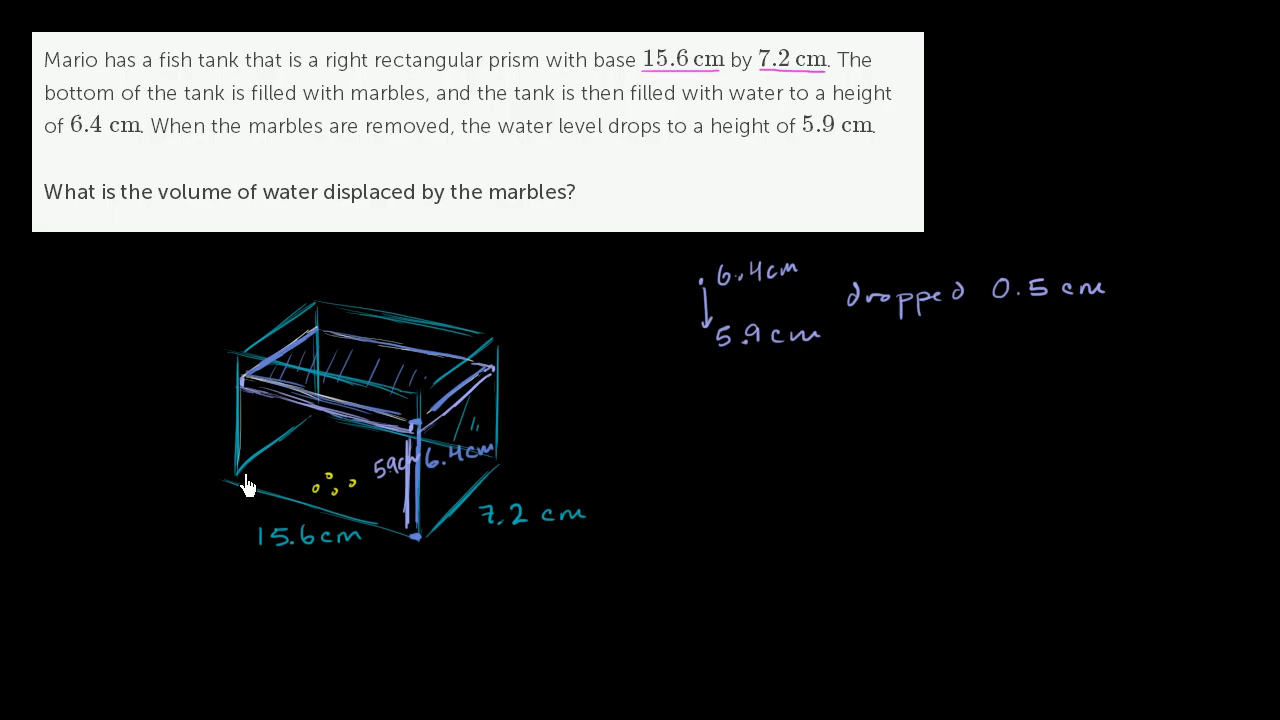 Mario has a fish tank that is a right rectangular prism with base 15.6 cm by 7.2 cm. The
bottom of the tank is filled with marbles, and the tank is then filled with water to a height
of 6.4 cm. When the marbles are removed, the water level drops to a height of 5.9 cm.
What is the volume of water displaced by the marbles?
6.4cm
dropped 0.5 cm
5.9cm
5.9cm
6.4cm
7.2 cm
15.6cm